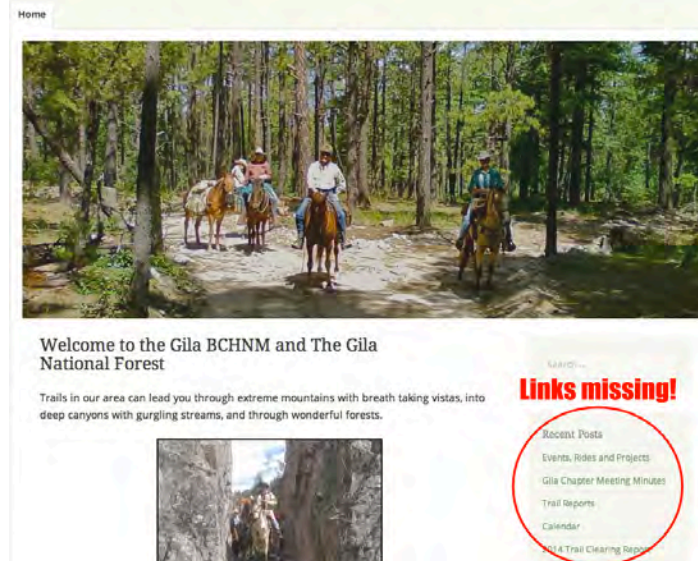 Home
Welcome to the Gila BCHNM and The Gila
National Forest
Trails in our area can lead you through extreme mountains with breath taking vistas, into
deep canyons with gurgling streams, and through wonderful forests.
Search ...
Links missing!
Recent Posts
Events, Rides and Projects
Gila Chapter Meeting Minutes
Trail Reports
Calendar
2014 Trail Clearing Report